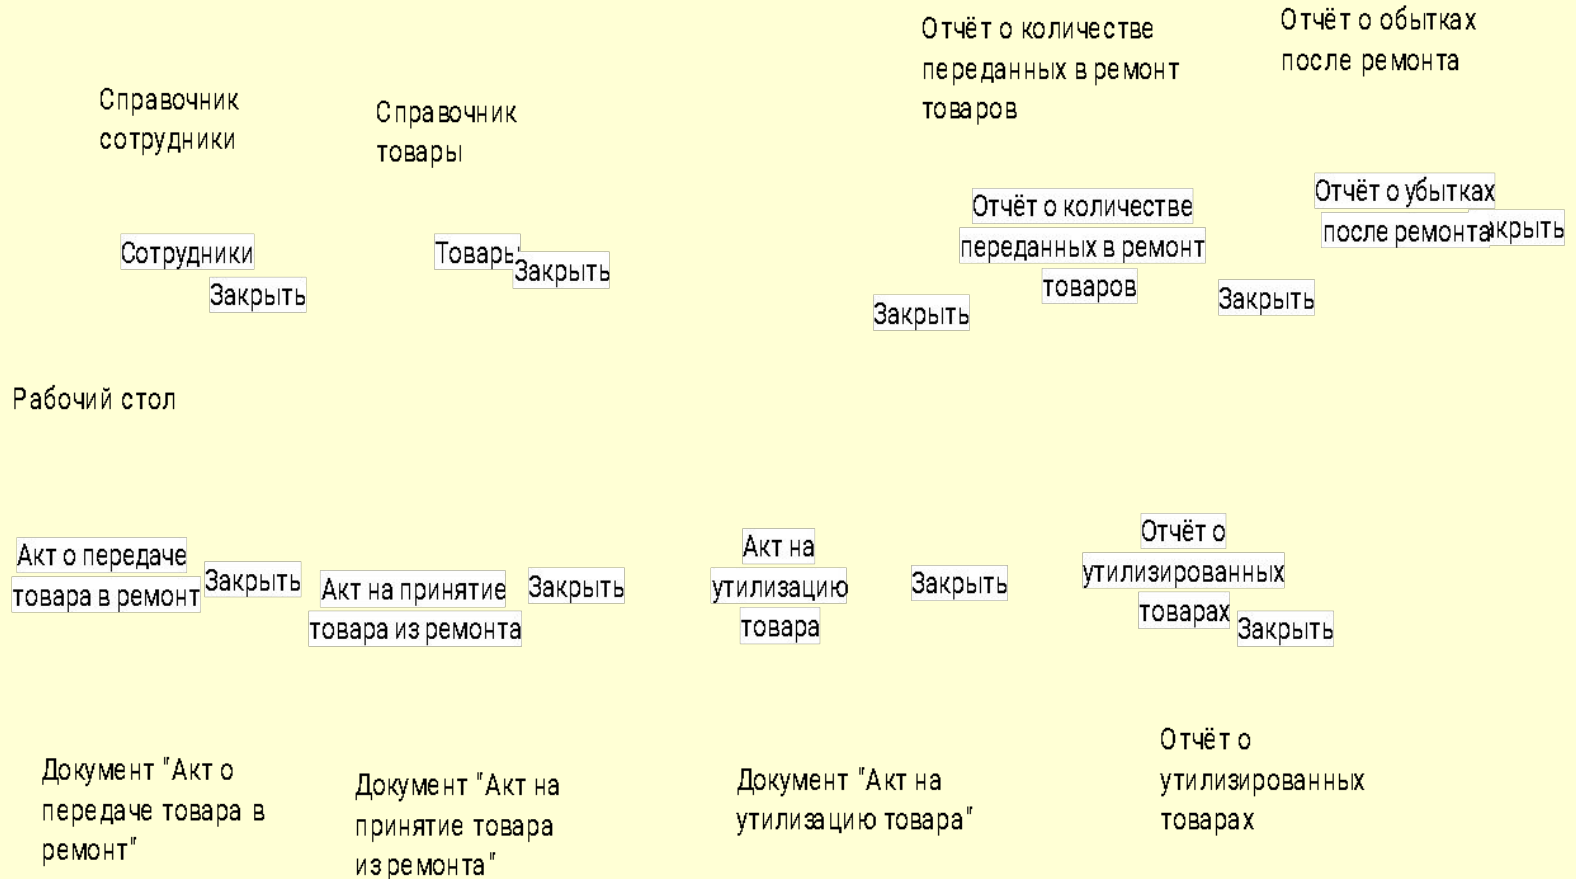 Справочник
сотрудники
Справочник
товары
Отчёт о количестве
переданных в ремонт
товаров
Отчёт о обытках
после ремонта
Сотрудники
Закрыть
Товары
Закрыть
Отчёт о количестве
переданных в ремонт
товаров
Закрыть
Закрыть
Отчёт о убытках
после ремонта
акрыть
Рабочий стол
Акт о передаче
товара в ремонт
Закрыть
Акт на принятие
товара из ремонта
Закрыть
Акт на
утилизацию
товара
Закрыть
Отчёт о
утилизированных
товарах
Закрыть
Документ "Акт о
передаче товара в
ремонт"
Документ "Акт на
принятие товара
из ремонта"
Документ "Акт на
утилизацию товара"
Отчёт о
утилизированных
товарах